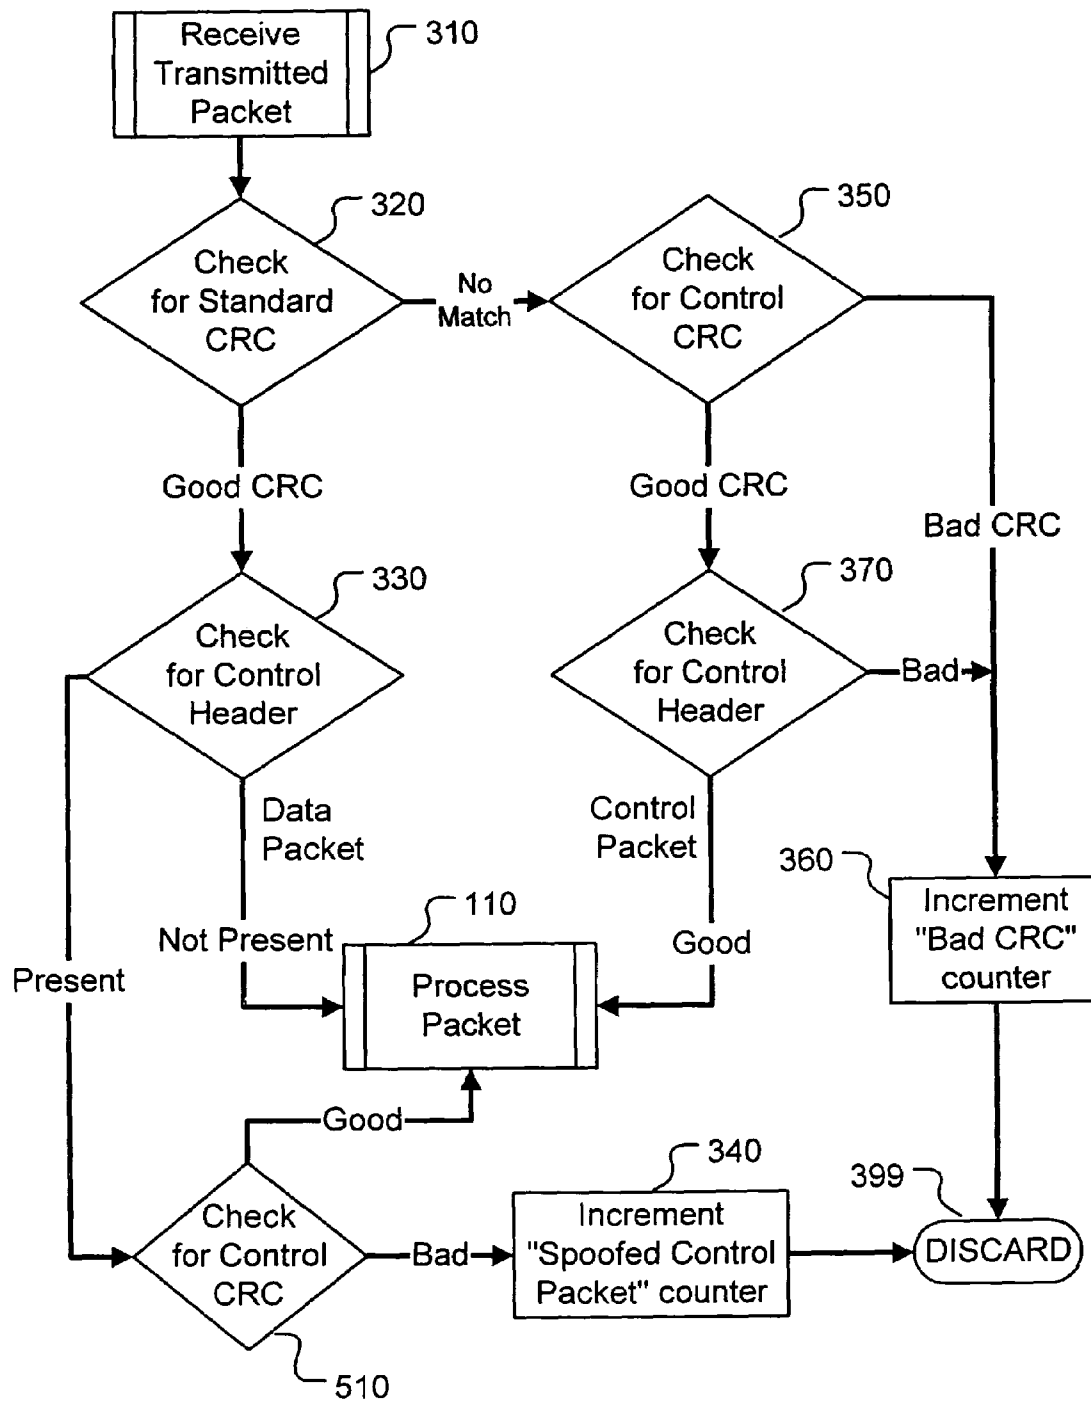 Receive
Transmitted
Packet
310
Check
for Standard
CRC
320
No
Match
Check
for Control
CRC
350
Good CRC
Good CRC
Bad CRC
Check
for Control
Header
330
Check
for Control
Header
370
Bad
Data
Packet
Control
Packet
Not Present
Good
Present
Process
Packet
110
Increment
"Bad CRC"
counter
360
Good
Check
for Control
CRC
510
Bad
Increment
"Spoofed Control
Packet" counter
340
DISCARD
399